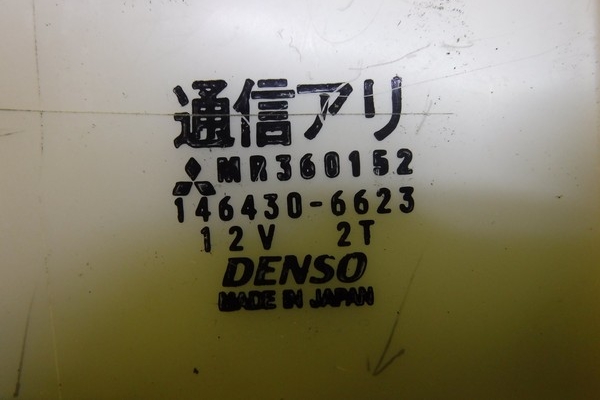 通信アリ
MR360152
146430-6623
12V 2T
DENSO
MADE IN JAPAN